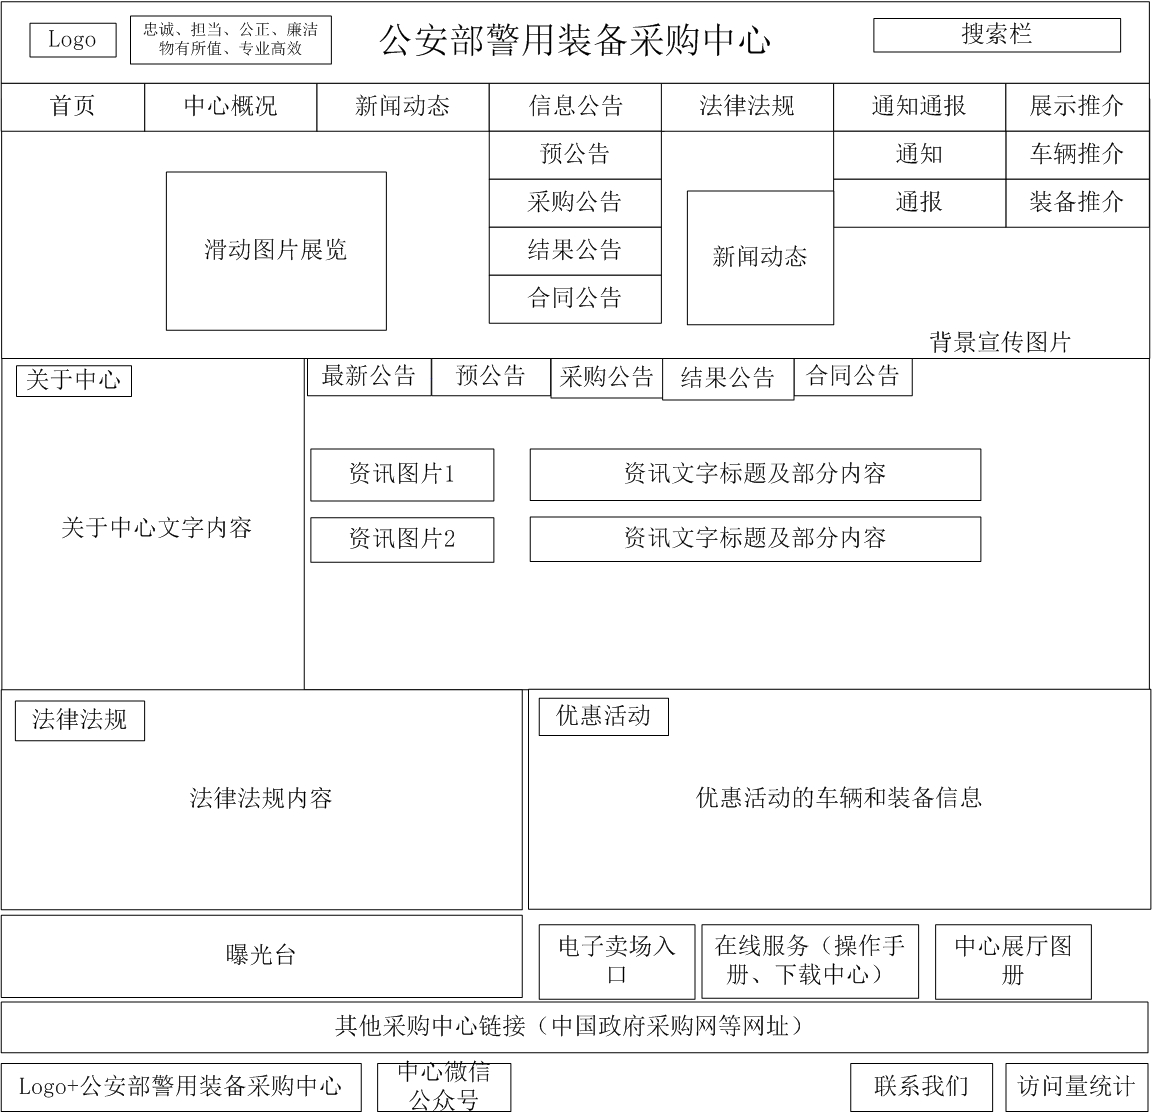 Logo
忠诚、担当、公正、廉洁
物有所值、专业高效
公安部警用装备采购中心
搜索栏
首页
中心概况
新闻动态
信息公告
法律法规
通知通报
展示推介
预公告
通知
车辆推介
采购公告
通报
装备推介
滑动图片展览
结果公告
新闻动态
合同公告
背景宣传图片
关于中心
最新公告
预公告
采购公告
结果公告
合同公告
关于中心文字内容
资讯图片1
资讯文字标题及部分内容
资讯图片2
资讯文字标题及部分内容
法律法规
法律法规内容
优惠活动
优惠活动的车辆和装备信息
曝光台
电子卖场入
口
在线服务（操作手
册、下载中心）
中心展厅图
册
其他采购中心链接（中国政府采购网等网址）
Logo+公安部警用装备采购中心
中心微信
公众号
联系我们
访问量统计